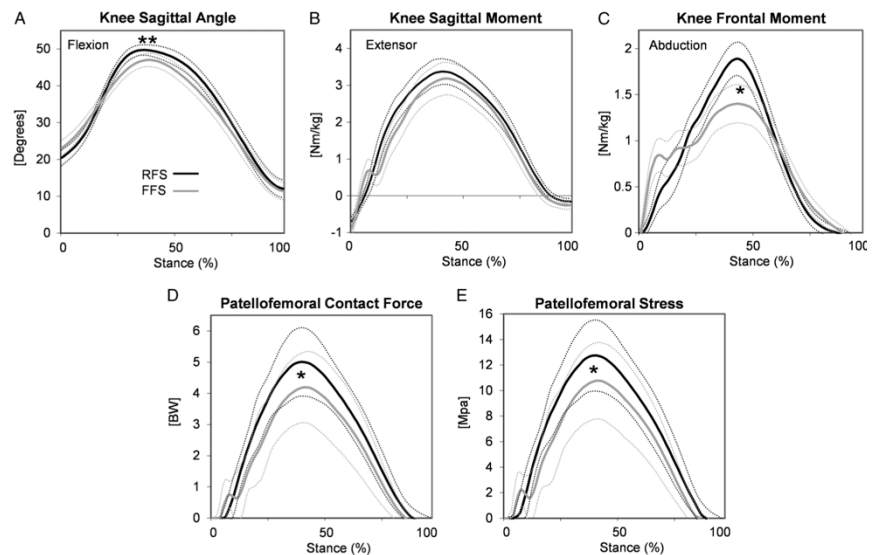 A
Knee Sagittal Angle
Flexion
**
[Degrees]
50
40
30
20
10
0
RFS
FFS
0
50
100
Stance (%)
B
Knee Sagittal Moment
Extensor
[Nm/kg]
4
3
2
1
0
-1
0
50
100
Stance (%)
C
Knee Frontal Moment
Abduction
*
[Nm/kg]
2
1.5
1
0.5
0
0
50
100
Stance (%)
D
Patellofemoral Contact Force
*
[BW]
6
5
4
3
2
1
0
0
50
100
Stance (%)
E
Patellofemoral Stress
*
[Mpa]
16
14
12
10
8
6
4
2
0
0
50
100
Stance (%)